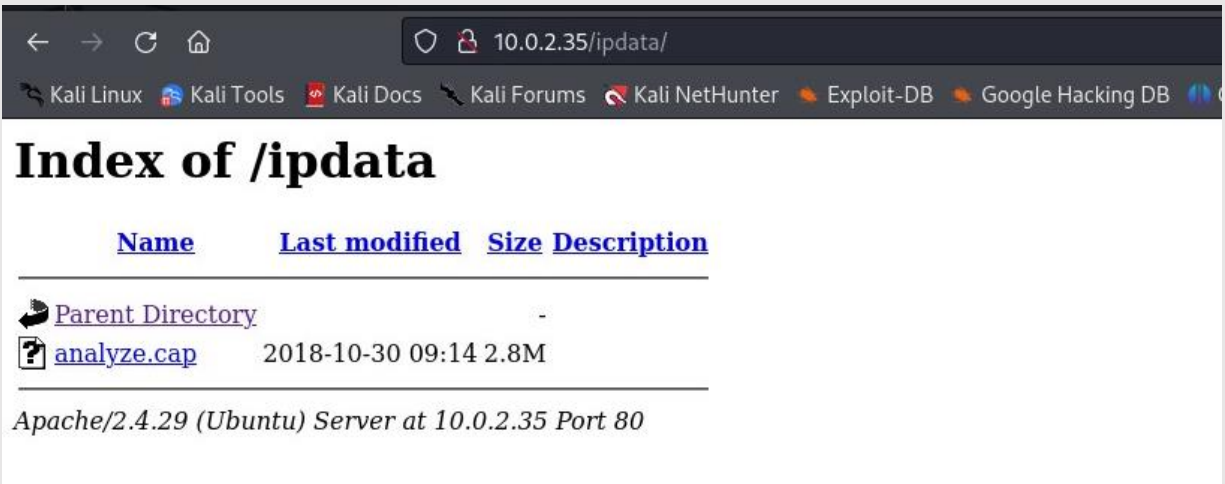 10.0.2.35/ipdata/
Kali Linux Kali Tools Kali Docs Kali Forums Kali NetHunter Exploit-DB Google Hacking DB
Index of /ipdata
Name Last modified Size Description
Parent Directory -
analyze.cap 2018-10-30 09:14 2.8M
Apache/2.4.29 (Ubuntu) Server at 10.0.2.35 Port 80